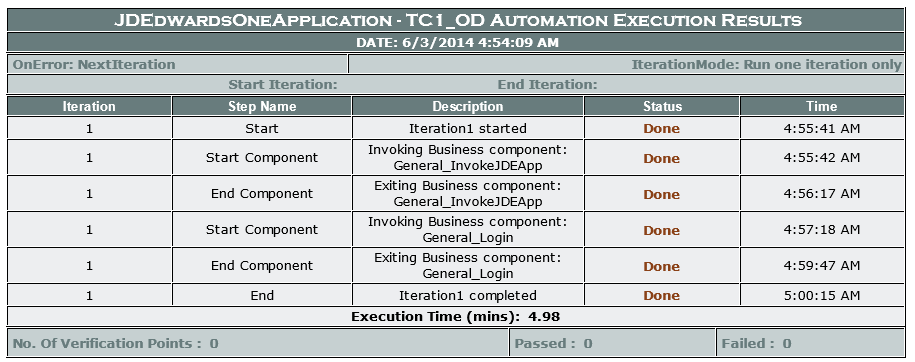 JDEdwardsOneApplication - TC1_OD Automation Execution Results
DATE: 6/3/2014 4:54:09 AM
OnError: NextIteration IterationMode: Run one iteration only
Start Iteration: End Iteration:
Iteration Step Name Description Status Time
1 Start Iteration1 started Done 4:55:41 AM
1 Start Component Invoking Business component: General_InvokeJDEApp Done 4:55:42 AM
1 End Component Exiting Business component: General_InvokeJDEApp Done 4:56:17 AM
1 Start Component Invoking Business component: General_Login Done 4:57:18 AM
1 End Component Exiting Business component: General_Login Done 4:59:47 AM
1 End Iteration1 completed Done 5:00:15 AM
Execution Time (mins): 4.98
No. Of Verification Points : 0 Passed : 0 Failed : 0